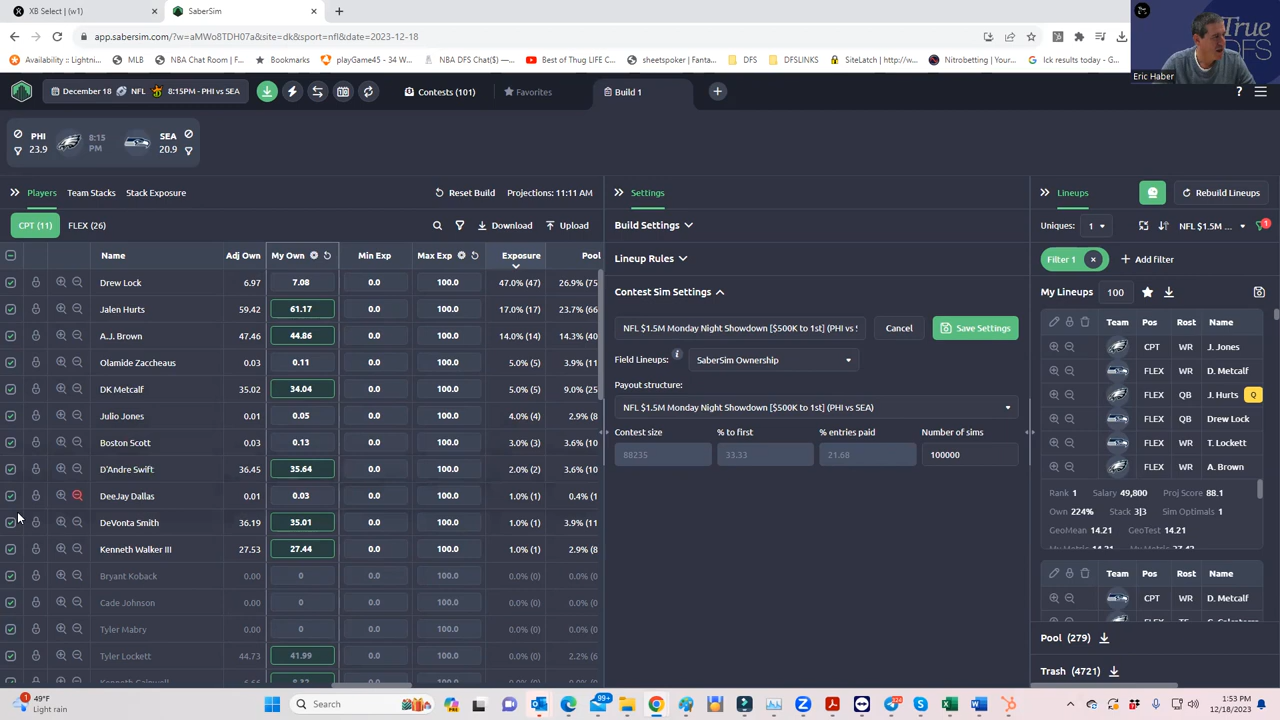 XB Select (w1)
SaberSim
app.sabersim.com/?w=aMWo8TDH07a&site=dk&sport=nfl&date=2023-12-18
Availability :: Lightnin...
MLB
NBA Chat Room (
Bookmarks
playGame45 - 34 W...
NBA DFS Chat($)---...
Best of Thug LIFE C...
sheetspoker | Fanta...
DFS
DFSLINKS
SiteLatch | http://w...
Nitrobetting | Your...
Ick results today - G...
Eric Haber
True
DFS
December 18
NFL
8:15PM - PHI vs SEA
Contests (101)
Favorites
Build 1
PHI
23.9
8:15
PM
SEA
20.9
Players
Team Stacks
Stack Exposure
Reset Build
Projections: 11:11 AM
Settings
Lineups
Rebuild Lineups
CPT (11)
FLEX (26)
Download
Upload
Build Settings
Uniques:
1
NFL $1.5M ...
1
Name
Adj Own
My Own
Min Exp
Max Exp
Exposure
Pool
Lineup Rules
Filter 1
Add filter
Drew Lock 6.97 7.08 0.0 100.0 47.0% (47) 26.9% (75
Jalen Hurts 59.42 61.17 0.0 100.0 17.0% (17) 23.7% (66
A.J. Brown 47.46 44.86 0.0 100.0 14.0% (14) 14.3% (40
Olamide Zaccheaus 0.03 0.11 0.0 100.0 5.0% (5) 3.9% (11
DK Metcalf 35.02 34.04 0.0 100.0 5.0% (5) 9.0% (25
Julio Jones 0.01 0.05 0.0 100.0 4.0% (4) 2.9% (8
Boston Scott 0.03 0.13 0.0 100.0 3.0% (3) 3.6% (10
D'Andre Swift 36.45 35.64 0.0 100.0 2.0% (2) 3.6% (10
DeeJay Dallas 0.01 0.03 0.0 100.0 1.0% (1) 0.4% (1
DeVonta Smith 36.19 35.01 0.0 100.0 1.0% (1) 3.9% (11
Kenneth Walker III 27.53 27.44 0.0 100.0 1.0% (1) 2.9% (8
Bryant Koback 0.00 0 0.0 100.0 0.0% (0) 0.0% (0
Cade Johnson 0.00 0 0.0 100.0 0.0% (0) 0.0% (0
Tyler Mabry 0.00 0 0.0 100.0 0.0% (0) 0.0% (0
Tyler Lockett 44.73 41.99 0.0 100.0 0.0% (0) 2.2% (6
Contest Sim Settings
NFL $1.5M Monday Night Showdown [$500K to 1st] (PHI vs
Cancel
Save Settings
Field Lineups:
SaberSim Ownership
Payout structure:
NFL $1.5M Monday Night Showdown [$500K to 1st] (PHI vs SEA)
Contest size
% to first
% entries paid
Number of sims
88235
33.33
21.68
100000
My Lineups
100
Team
Pos
Rost
Name
CPT WR J. Jones
FLEX WR D. Metcalf
FLEX QB J. Hurts Q
FLEX QB Drew Lock
FLEX WR T. Lockett
FLEX WR A. Brown
Rank 1 Salary 49,800 Proj Score 88.1
Own 224% Stack 3|3 Sim Optimals 1
GeoMean 14.21 GeoTest 14.21
Team
Pos
Rost
Name
CPT WR D. Metcalf
Pool (279)
Trash (4721)
1
49°F
Light rain
Search
99+
1:53 PM
12/18/2023